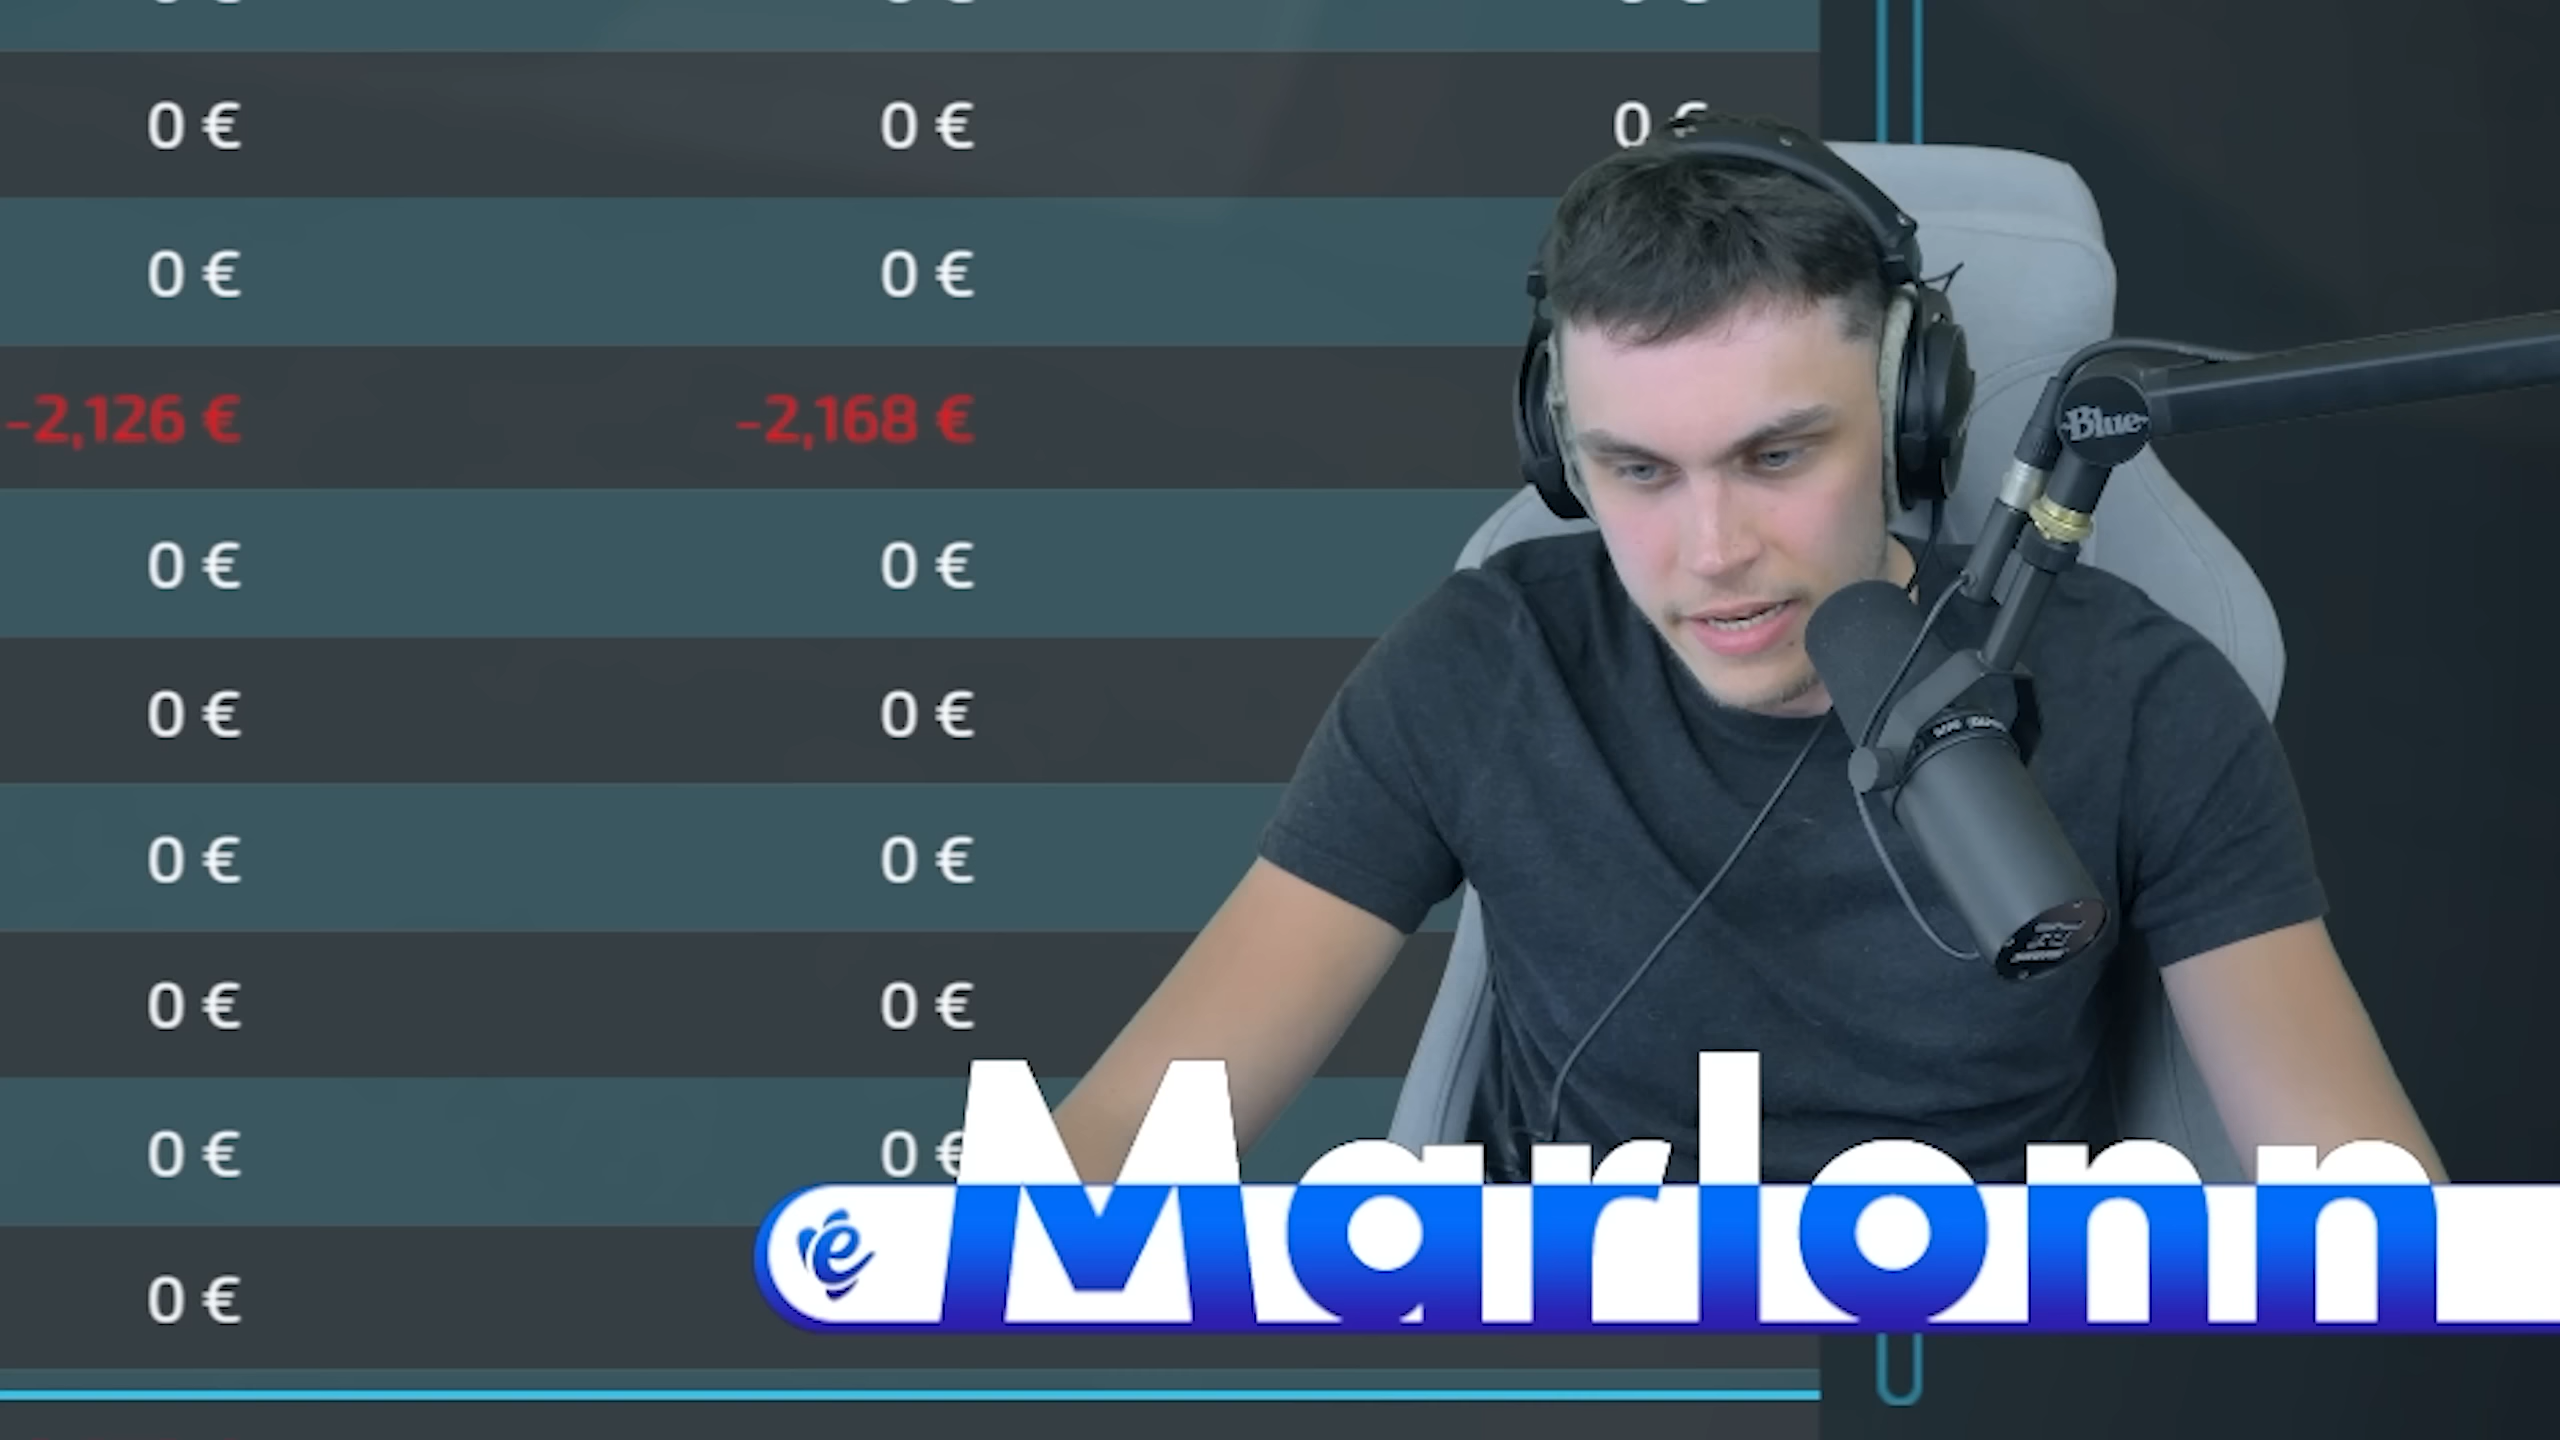 0 € 0 € 0 €
0 € 0 €
-2,126 € -2,168 €
0 € 0 €
0 € 0 €
0 € 0 €
0 € 0 €
0 € 0 €
0 €
Blue
Marlonn